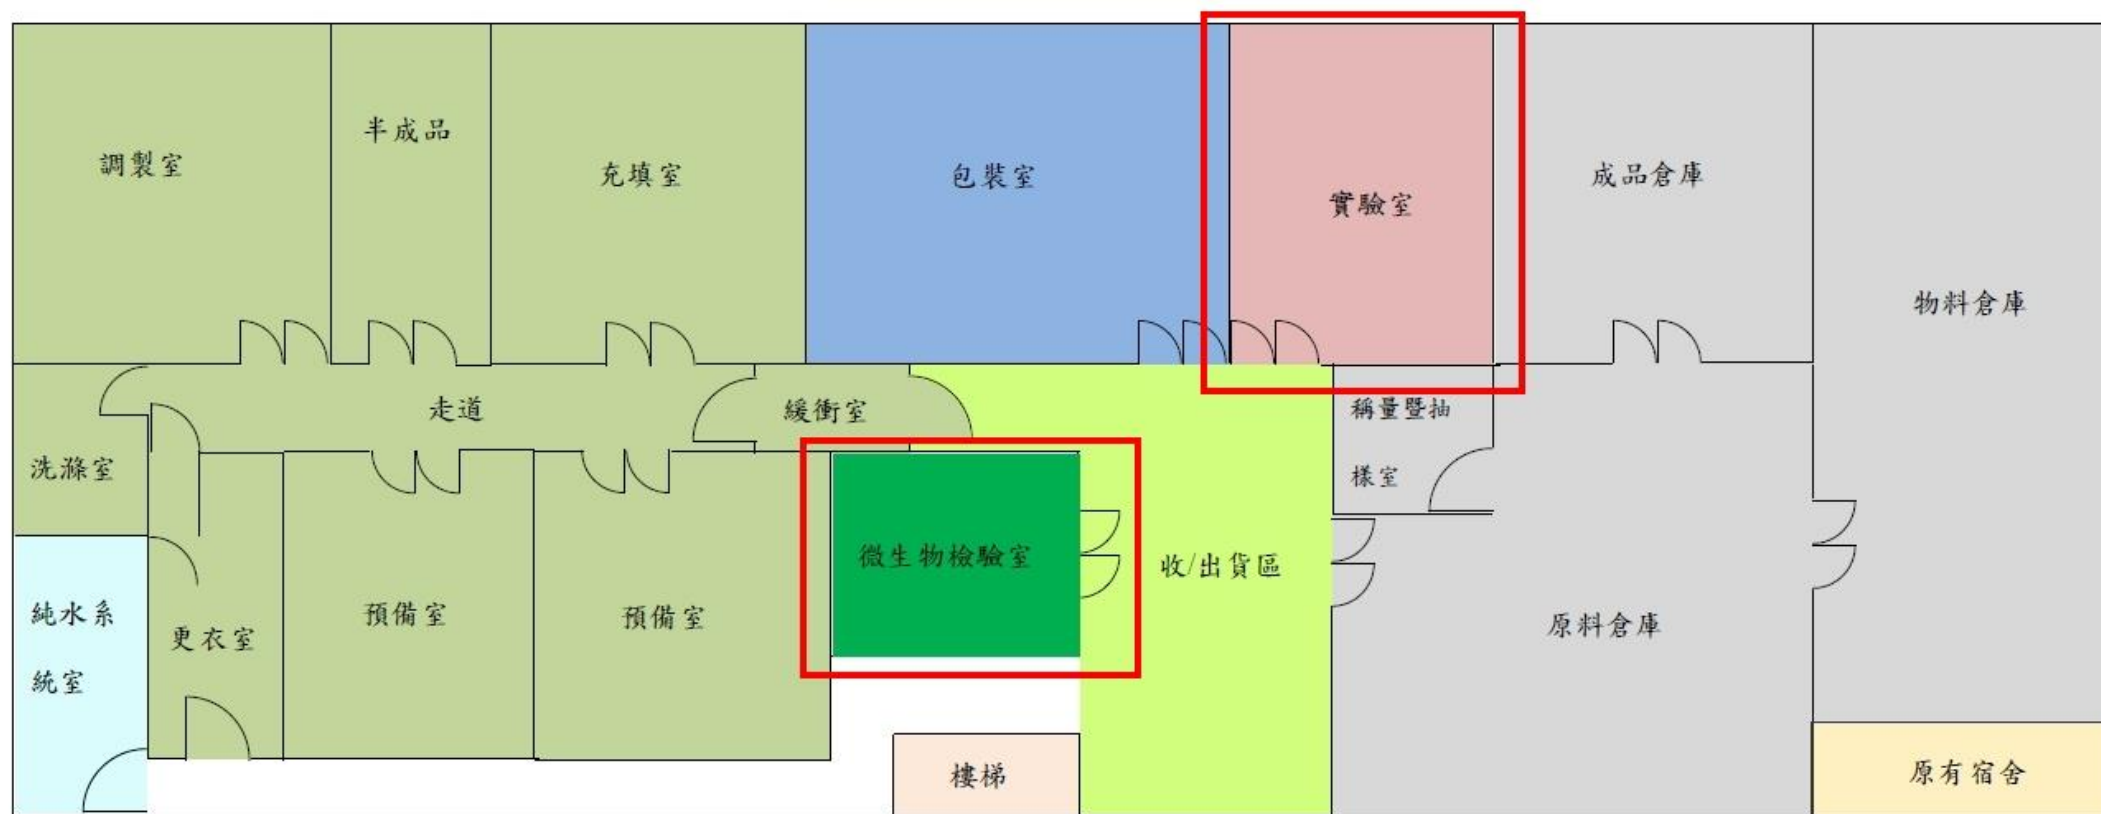 調製室
半成品
充填室
包裝室
實驗室
成品倉庫
物料倉庫
走道
緩衝室
稱量暨抽
樣室
洗滌室
微生物檢驗室
收/出貨區
純水系
統室
更衣室
預備室
預備室
原料倉庫
樓梯
原有宿舍